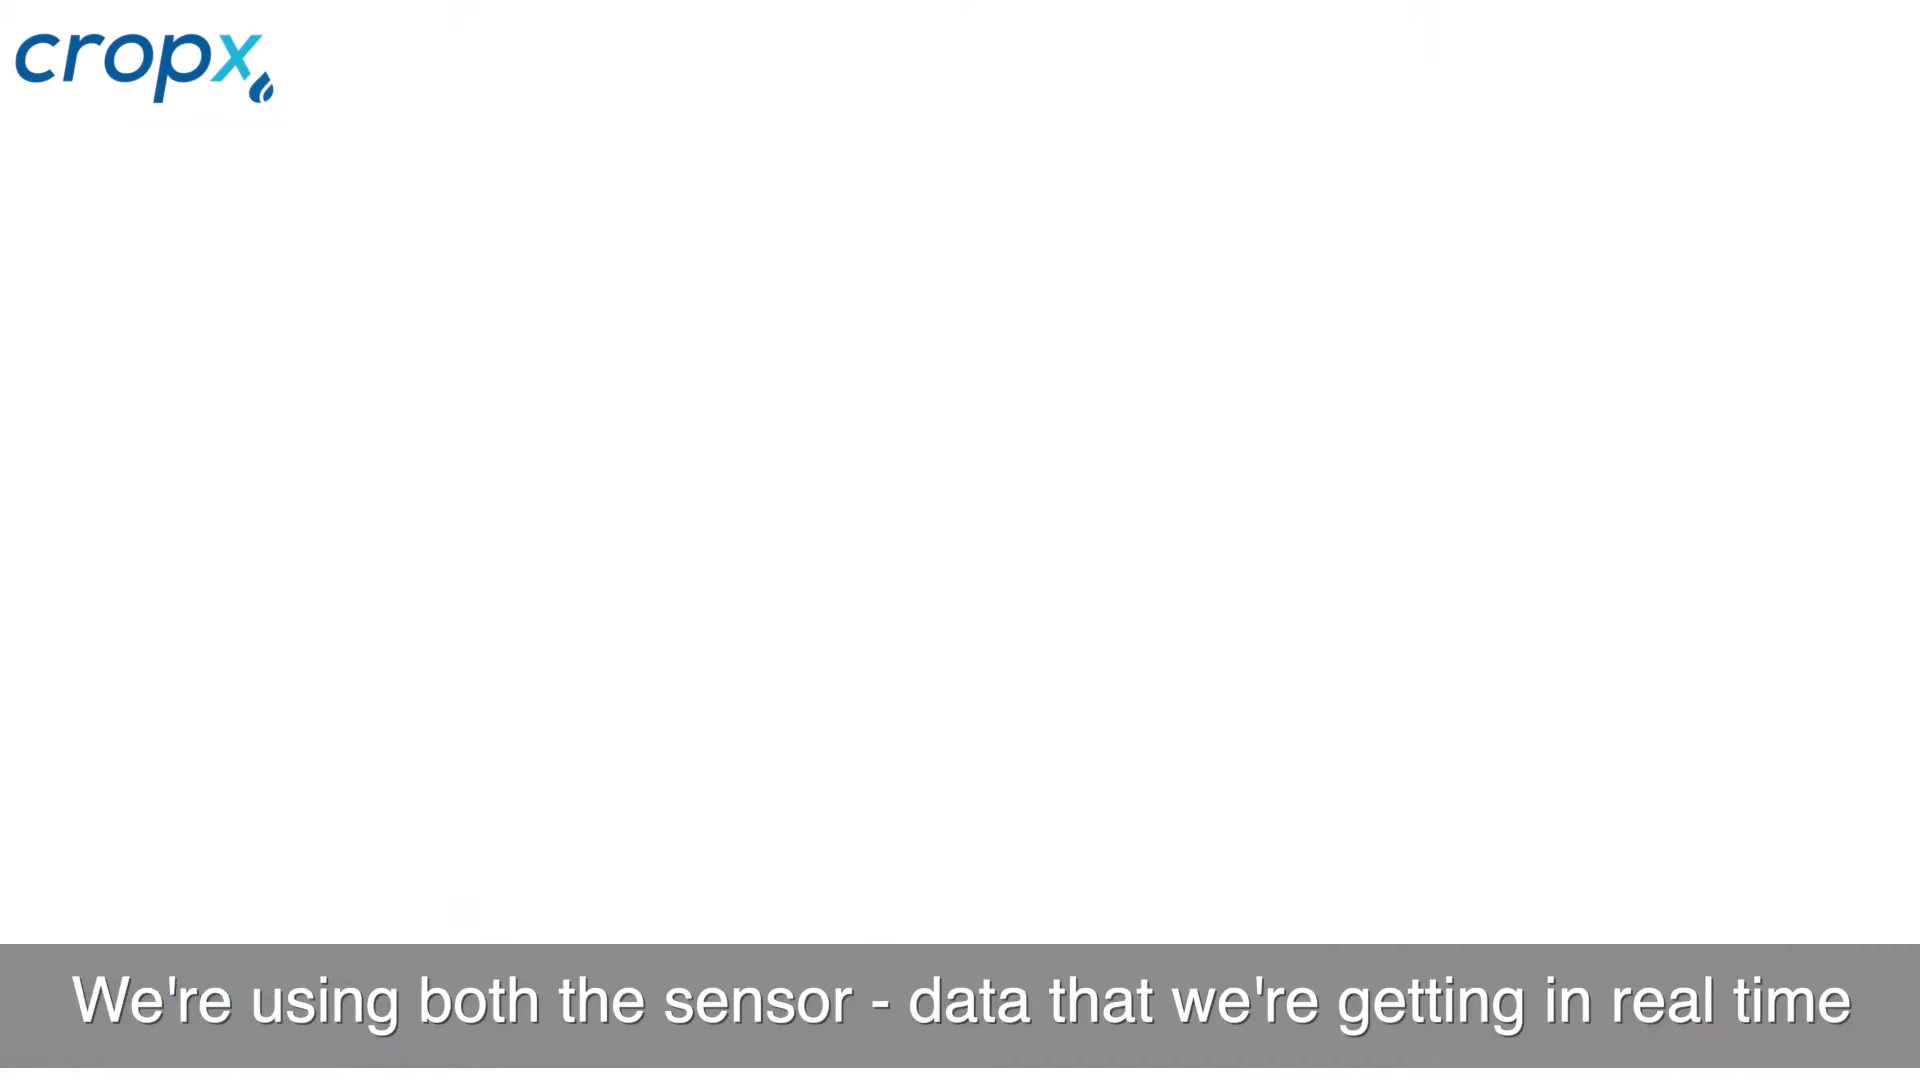 cropx
We're using both the sensor - data that we're getting in real time